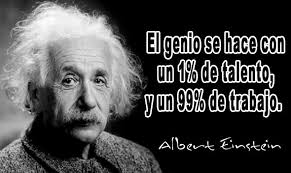 El genio se hace con
un 1% de talento,
y un 99% de trabajo.
Albert Einstein